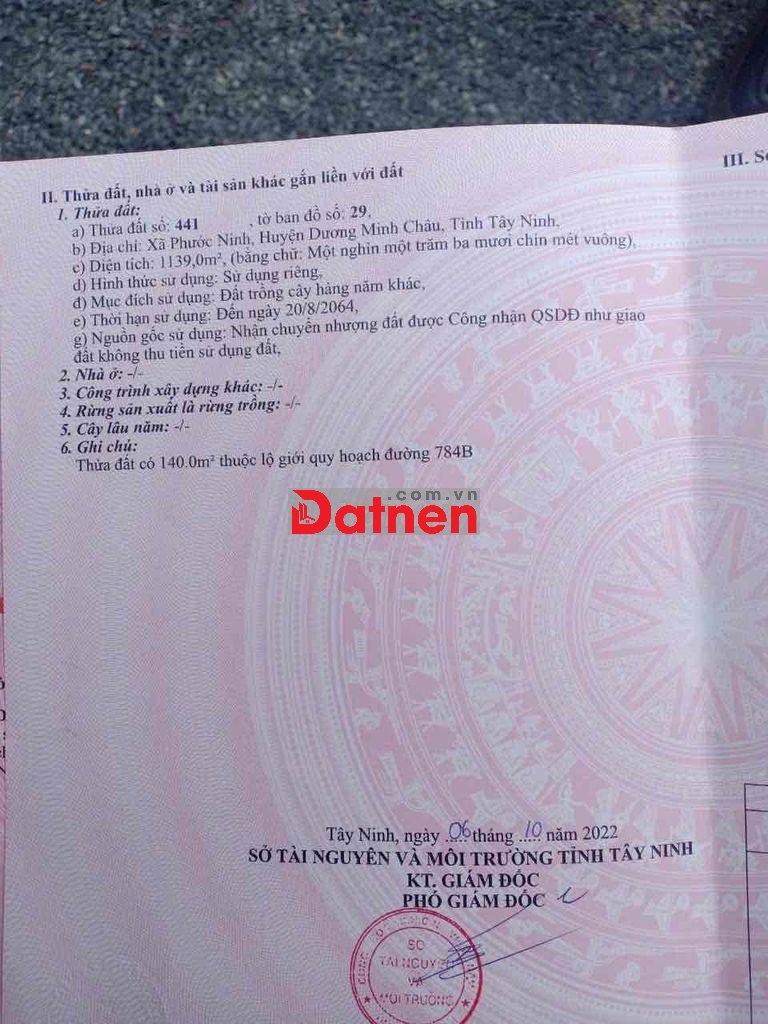 II. Thửa đất, nhà ở và tài sản khác gắn liền với đất
1. Thửa đất:
a) Thửa đất số: 441 , tờ bản đồ số: 29,
b) Địa chỉ: Xã Phước Ninh, Huyện Dương Minh Châu, Tỉnh Tây Ninh,
c) Diện tích: 1139,0m², (bằng chữ: Một nghìn một trăm ba mươi chín mét vuông),
d) Hình thức sử dụng: Sử dụng riêng,
đ) Mục đích sử dụng: Đất trồng cây hàng năm khác,
e) Thời hạn sử dụng: Đến ngày 20/8/2064,
g) Nguồn gốc sử dụng: Nhận chuyển nhượng đất được Công nhận QSDĐ như giao
đất không thu tiền sử dụng đất,
2. Nhà ở: -/-
3. Công trình xây dựng khác: -/-
4. Rừng sản xuất là rừng trồng: -/-
5. Cây lâu năm: -/-
6. Ghi chú:
Thửa đất có 140.0m² thuộc lộ giới quy hoạch đường 784B
III. S
.com.vn
Datnen
Tây Ninh, ngày 06 tháng 10 năm 2022
SỞ TÀI NGUYÊN VÀ MÔI TRƯỜNG TỈNH TÂY NINH
KT. GIÁM ĐỐC
PHÓ GIÁM ĐỐC
SỞ
TÀI NGUYÊN
VÀ
MÔI TRƯỜNG